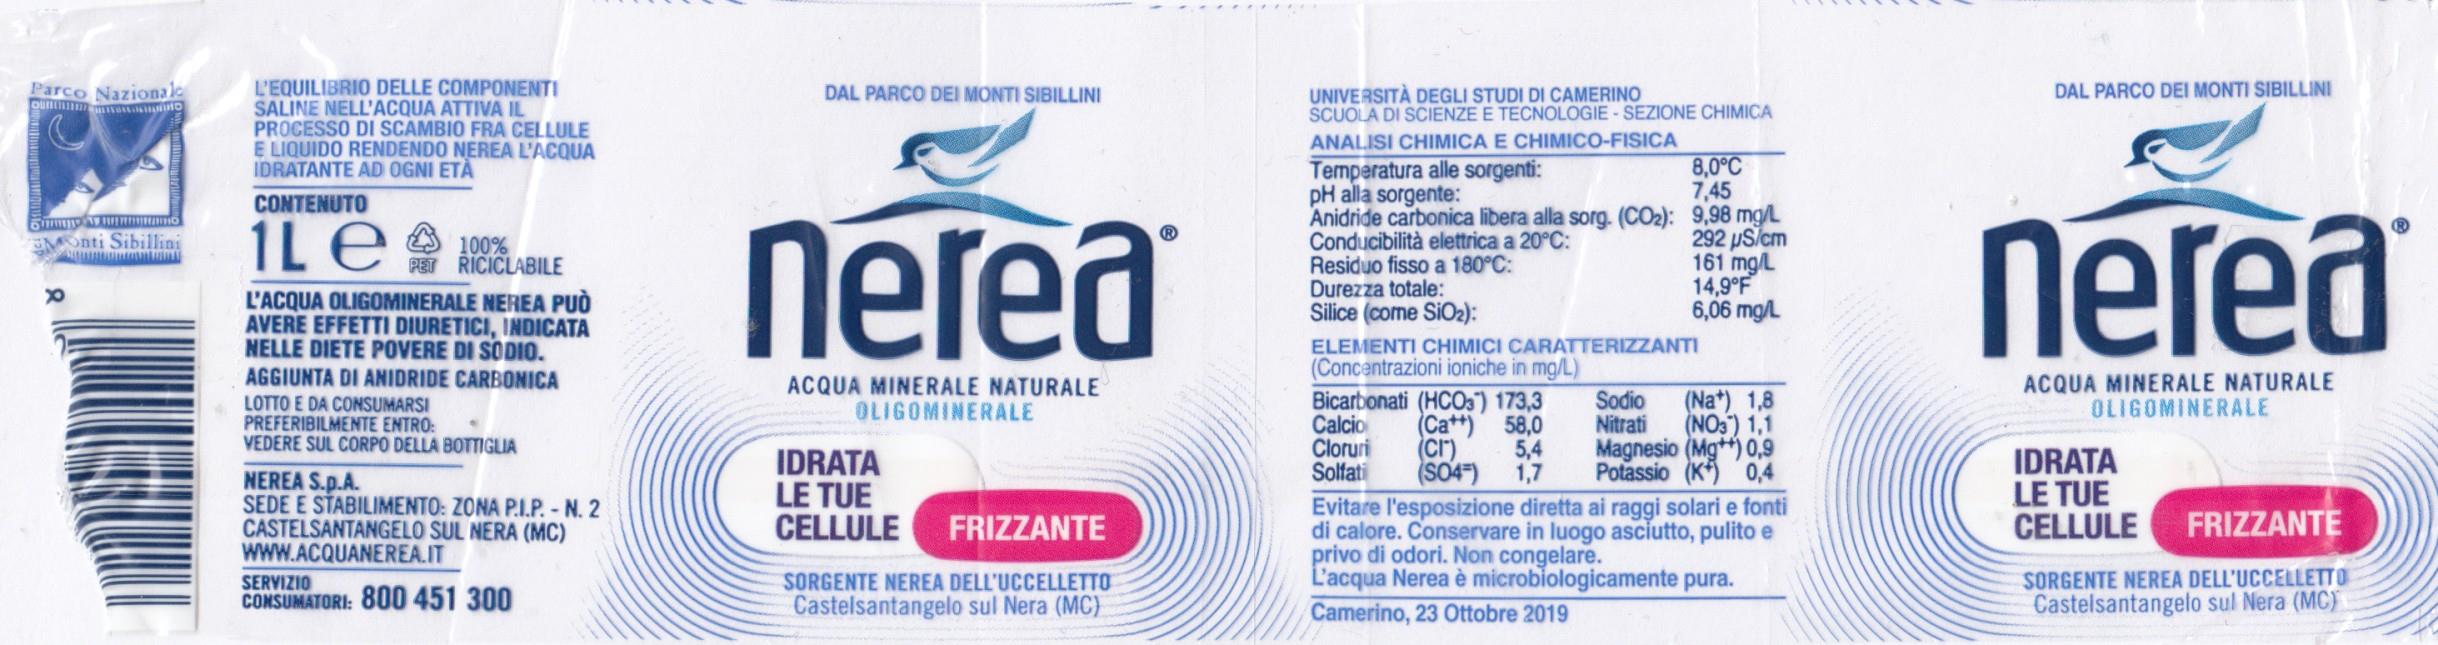 Parco Nazionale
Monti Sibillini
8
L'EQUILIBRIO DELLE COMPONENTI
SALINE NELL'ACQUA ATTIVA IL
PROCESSO DI SCAMBIO FRA CELLULE
E LIQUIDO RENDENDO NEREA L'ACQUA
IDRATANTE AD OGNI ETÀ
CONTENUTO
1L e PET 100%
RICICLABILE
L'ACQUA OLIGOMINERALE NEREA PUÒ
AVERE EFFETTI DIURETICI, INDICATA
NELLE DIETE POVERE DI SODIO.
AGGIUNTA DI ANIDRIDE CARBONICA
LOTTO E DA CONSUMARSI
PREFERIBILMENTE ENTRO:
VEDERE SUL CORPO DELLA BOTTIGLIA
NEREA S.p.A.
SEDE E STABILIMENTO: ZONA P.I.P. - N. 2
CASTELSANTANGELO SUL NERA (MC)
WWW.ACQUANEREA.IT
SERVIZIO
CONSUMATORI: 800 451 300
DAL PARCO DEI MONTI SIBILLINI
nerea®
ACQUA MINERALE NATURALE
OLIGOMINERALE
IDRATA
LE TUE
CELLULE
FRIZZANTE
SORGENTE NEREA DELL'UCCELLETTO
Castelsantangelo sul Nera (MC)
UNIVERSITÀ DEGLI STUDI DI CAMERINO
SCUOLA DI SCIENZE E TECNOLOGIE - SEZIONE CHIMICA
ANALISI CHIMICA E CHIMICO-FISICA
Temperatura alle sorgenti: 8,0°C
pH alla sorgente: 7,45
Anidride carbonica libera alla sorg. (CO₂): 9,98 mg/L
Conducibilità elettrica a 20°C: 292 µS/cm
Residuo fisso a 180°C: 161 mg/L
Durezza totale: 14,9°F
Silice (come SiO₂): 6,06 mg/L
ELEMENTI CHIMICI CARATTERIZZANTI
(Concentrazioni ioniche in mg/L)
Bicarbonati (HCO₃⁻) 173,3 Sodio (Na⁺) 1,8
Calcio (Ca⁺⁺) 58,0 Nitrati (NO₃⁻) 1,1
Cloruri (Cl⁻) 5,4 Magnesio (Mg⁺⁺) 0,9
Solfati (SO4⁼) 1,7 Potassio (K⁺) 0,4
Evitare l'esposizione diretta ai raggi solari e fonti
di calore. Conservare in luogo asciutto, pulito e
privo di odori. Non congelare.
L'acqua Nerea è microbiologicamente pura.
Camerino, 23 Ottobre 2019
DAL PARCO DEI MONTI SIBILLINI
nerea®
ACQUA MINERALE NATURALE
OLIGOMINERALE
IDRATA
LE TUE
CELLULE
FRIZZANTE
SORGENTE NEREA DELL'UCCELLETTO
Castelsantangelo sul Nera (MC)